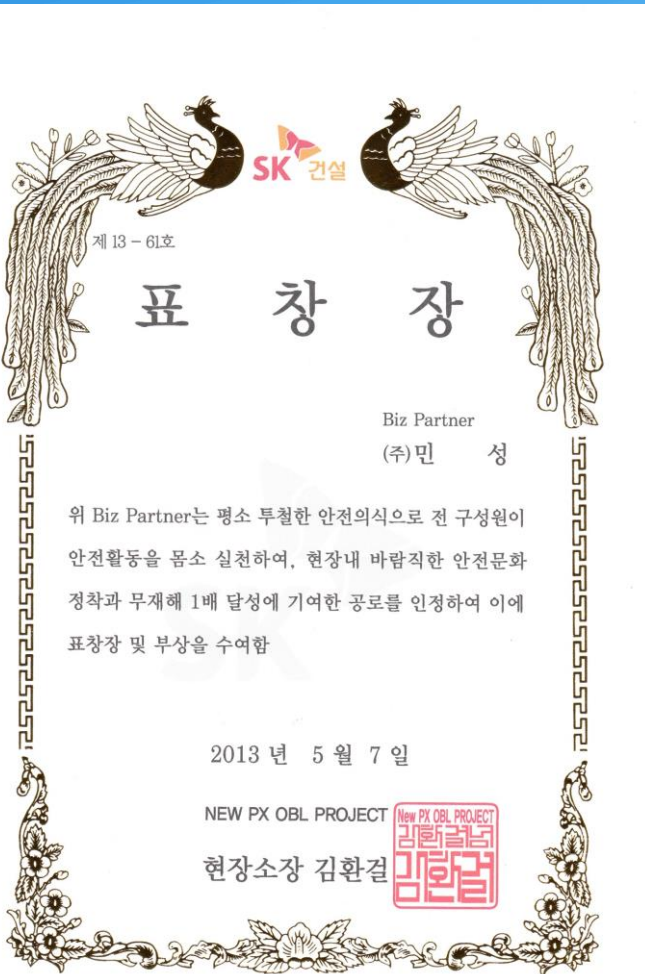 SK 건설
제 13 - 61호
표 창 장
Biz Partner
(주)민 성
위 Biz Partner는 평소 투철한 안전의식으로 전 구성원이
안전활동을 몸소 실천하여, 현장내 바람직한 안전문화
정착과 무재해 1배 달성에 기여한 공로를 인정하여 이에
표창장 및 부상을 수여함
SK
2013 년 5 월 7 일
NEW PX OBL PROJECT
현장소장 김환걸
New PX OBL PROJECT
김환걸